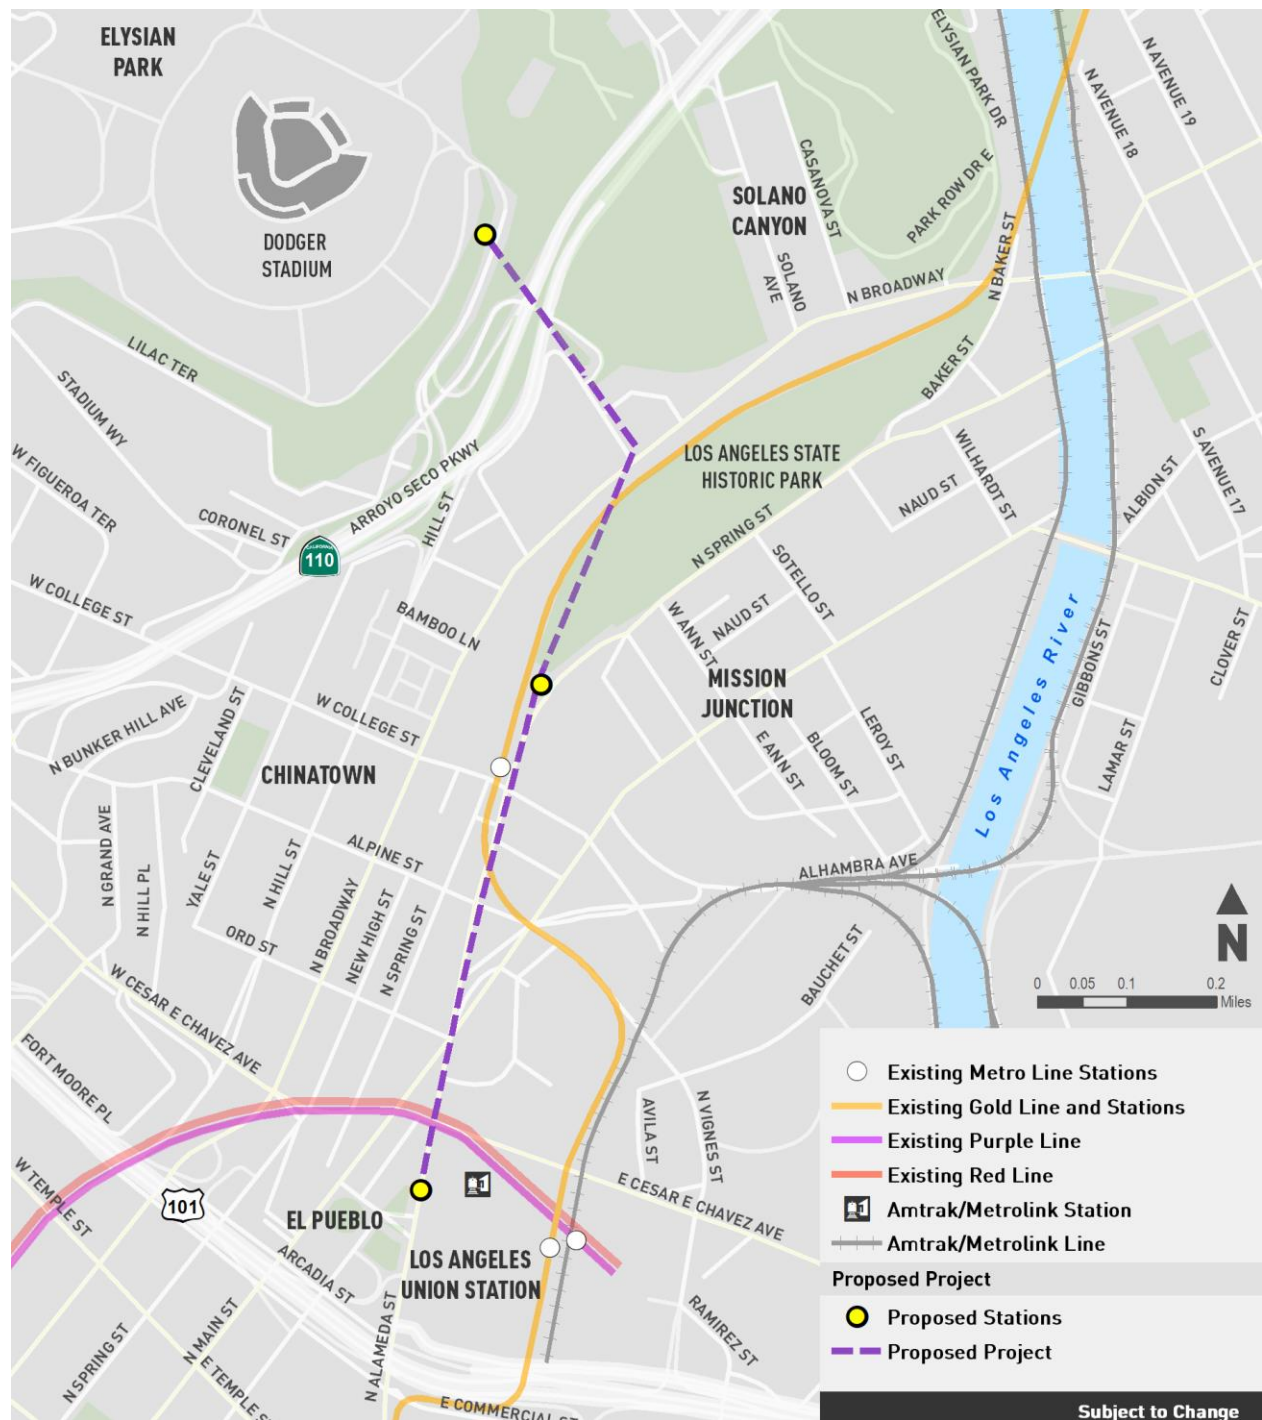 ELYSIAN
PARK
ELYSIAN PARK DR
N AVENUE 19
N AVENUE 18
CASANOVA ST
PARK ROW DR E
SOLANO
CANYON
DODGER
STADIUM
SOLANO
AVE
N BROADWAY
N BAKER ST
LILAC TER
STADIUM WY
BAKER ST
W FIGUEROA TER
ARROYO SECO PKWY
LOS ANGELES STATE
HISTORIC PARK
WILHARDT ST
NAUD ST
ALBION ST
S AVENUE 17
CORONEL ST
HILL ST
CALIFORNIA
110
N SPRING ST
SOTELLO ST
W COLLEGE ST
BAMBOO LN
W ANN ST
NAUD ST
Los Angeles River
GIBBONS ST
CLOVER ST
MISSION
JUNCTION
N BUNKER HILL AVE
CLEVELAND ST
W COLLEGE ST
LEROY ST
BLOOM ST
E ANN ST
LAMAR ST
CHINATOWN
N GRAND AVE
N HILL PL
YALE ST
N HILL ST
ALPINE ST
ALHAMBRA AVE
N BROADWAY
NEW HIGH ST
N SPRING ST
ORD ST
BAUCHET ST
N
0 0.05 0.1 0.2
Miles
W CESAR E CHAVEZ AVE
FORT MOORE PL
AVILA ST
N VIGNES ST
W TEMPLE ST
101
EL PUEBLO
E CESAR E CHAVEZ AVE
LOS ANGELES
UNION STATION
ARCADIA ST
N MAIN ST
N SPRING ST
E TEMPLE S
N ALAMEDA ST
RAMIREZ ST
E COMMERCIAL ST
Existing Metro Line Stations
Existing Gold Line and Stations
Existing Purple Line
Existing Red Line
Amtrak/Metrolink Station
Amtrak/Metrolink Line
Proposed Project
Proposed Stations
Proposed Project
Subject to Change